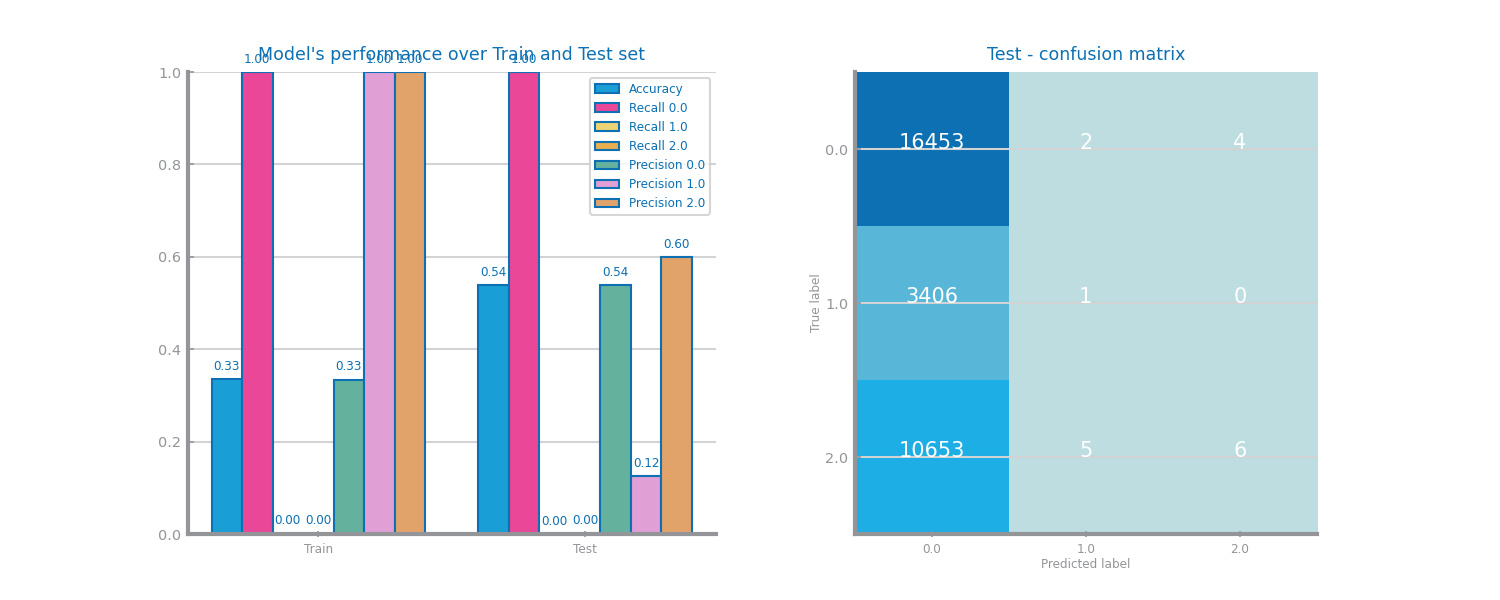 Model's performance over Train and Test set
1.00 1.00 1.00 1.00
1.0
0.8
0.6
0.4
0.2
0.0
0.33
0.00 0.00
0.33
0.54
0.00 0.00
0.54
0.12
0.60
Accuracy
Recall 0.0
Recall 1.0
Recall 2.0
Precision 0.0
Precision 1.0
Precision 2.0
Train Test
Test - confusion matrix
True label
0.0 16453 2 4
1.0 3406 1 0
2.0 10653 5 6
0.0 1.0 2.0
Predicted label